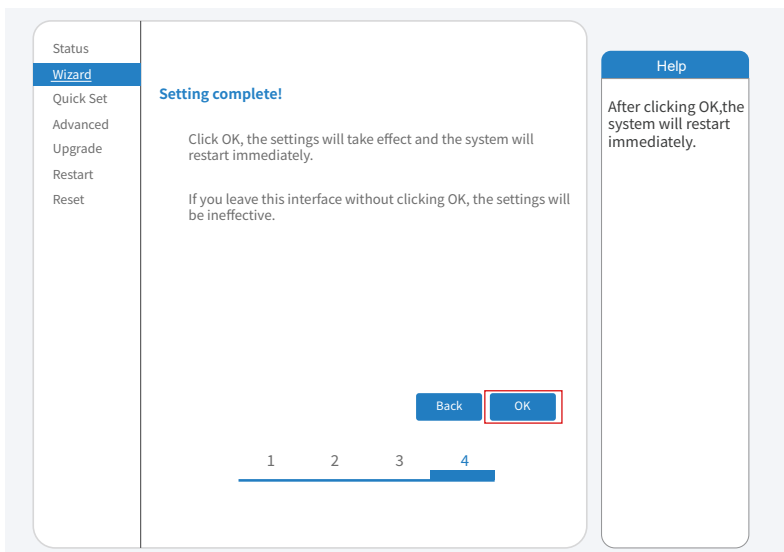 Status
Wizard
Quick Set
Advanced
Upgrade
Restart
Reset
Setting complete!
Click OK, the settings will take effect and the system will
restart immediately.
If you leave this interface without clicking OK, the settings will
be ineffective.
Back
OK
1 2 3 4
Help
After clicking OK,the
system will restart
immediately.